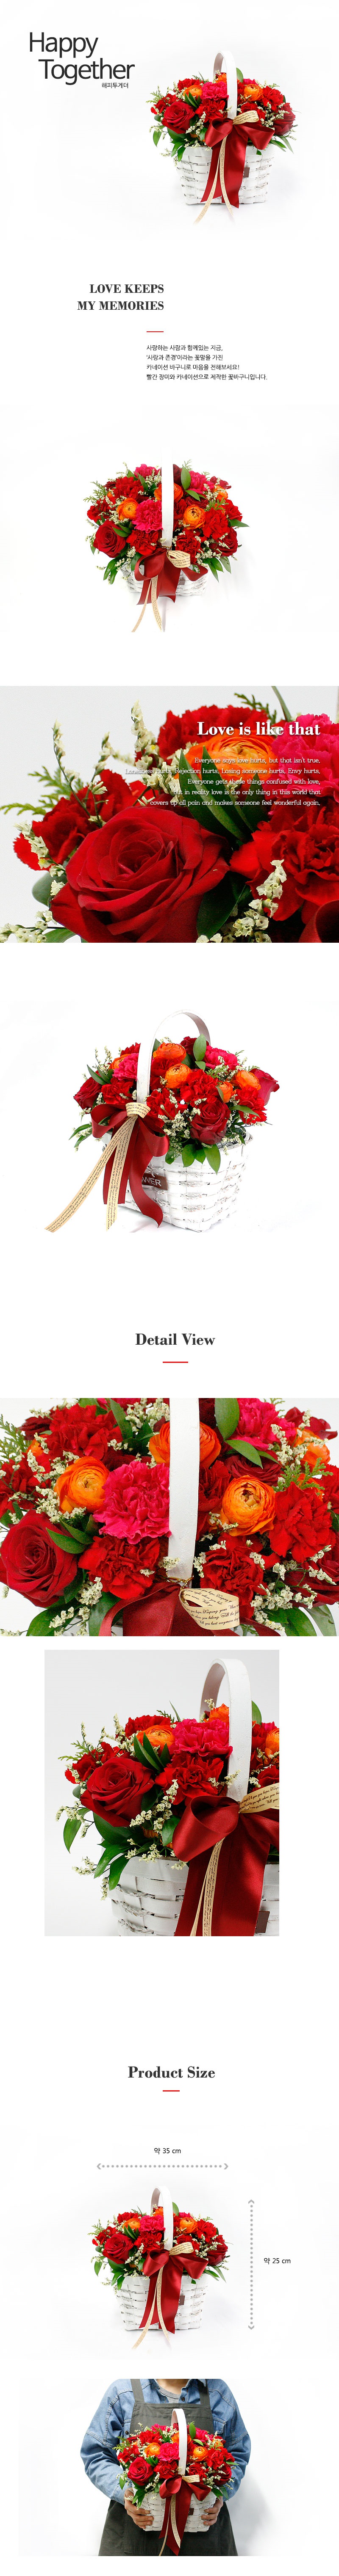 Happy
Together
해피투게더
LOVE KEEPS
MY MEMORIES
사랑하는 사람과 함께있는 지금,
'사랑과 존경'이라는 꽃말을 가진
카네이션 바구니로 마음을 전해보세요!
빨간 장미와 카네이션으로 제작한 꽃바구니입니다.
Love is like that
Everyone says love hurts, but that isn't true.
Loneliness hurts. Rejection hurts. Losing someone hurts. Envy hurts.
Everyone gets these things confused with love,
but in reality love is the only thing in this world that
covers up all pain and makes someone feel wonderful again.
Detail View
Product Size
약 35 cm
약 25 cm